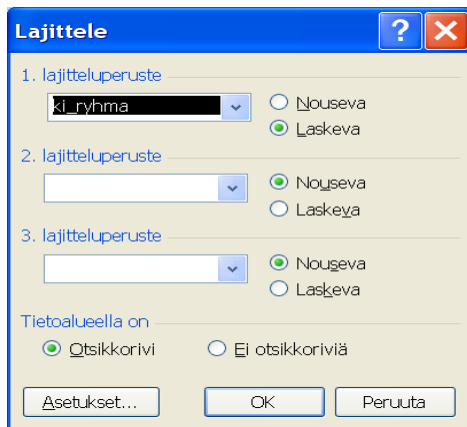 Lajittele
1. lajitteluperuste
ki_ryhma
Nouseva
Laskeva
2. lajitteluperuste
Nouseva
Laskeva
3. lajitteluperuste
Nouseva
Laskeva
Tietoalueella on
Otsikkorivi Ei otsikkoriviä
Asetukset... OK Peruuta